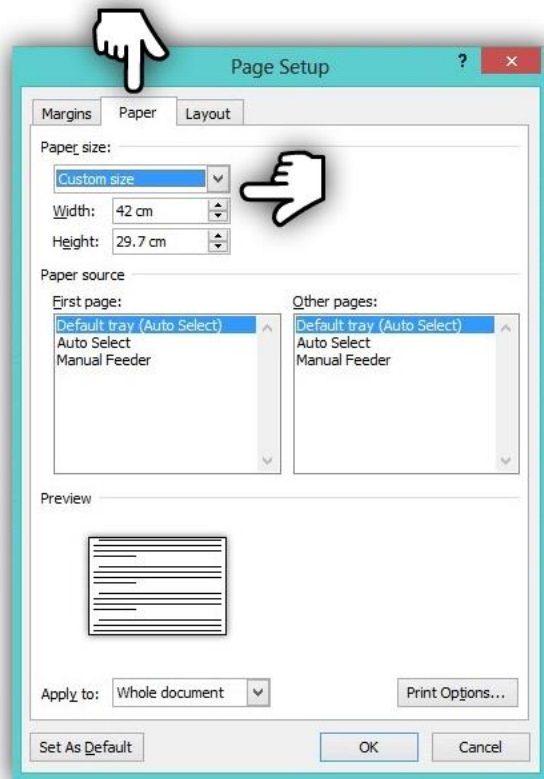 Page Setup
?
Margins Paper Layout
Paper size:
Custom size
Width: 42 cm
Height: 29.7 cm
Paper source
First page: Other pages:
Default tray (Auto Select) Default tray (Auto Select)
Auto Select Auto Select
Manual Feeder Manual Feeder
Preview
Apply to: Whole document Print Options...
Set As Default OK Cancel